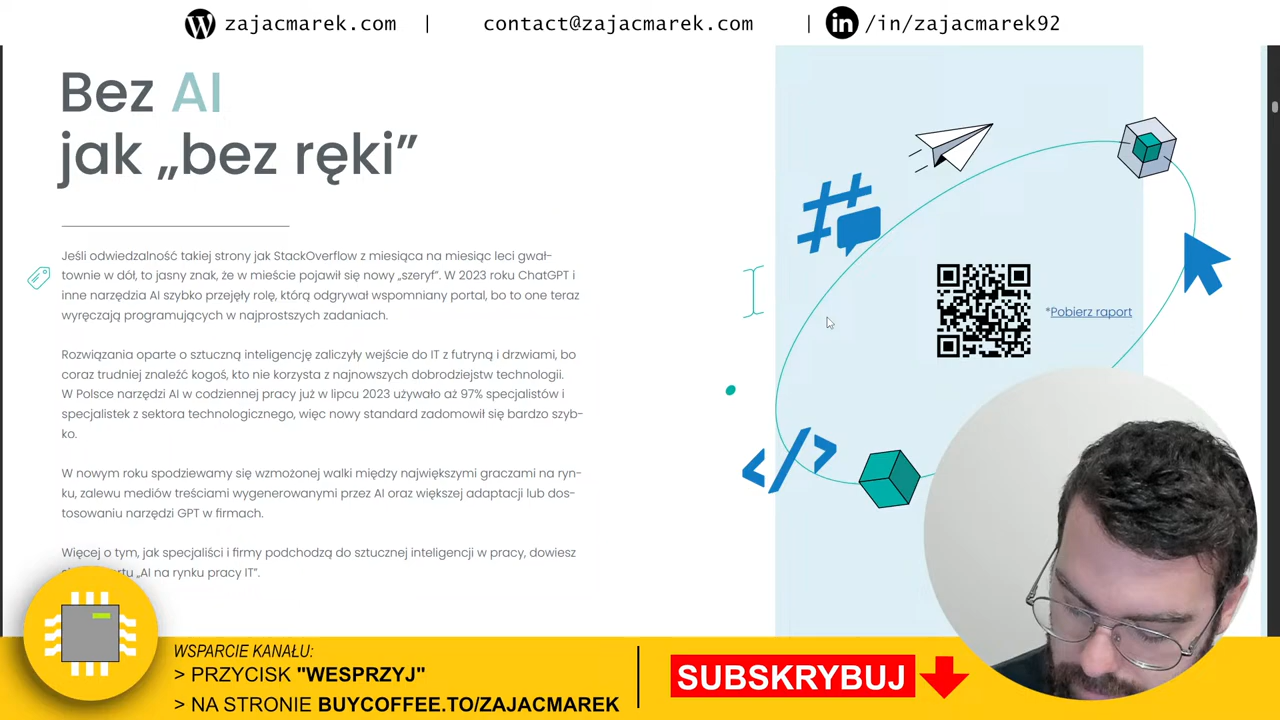 zajacmarek.com | contact@zajacmarek.com | /in/zajacmarek92
Bez AI
jak „bez ręki”
Jeśli odwiedzalność takiej strony jak StackOverflow z miesiąca na miesiąc leci gwał-
townie w dół, to jasny znak, że w mieście pojawił się nowy „szeryf”. W 2023 roku ChatGPT i
inne narzędzia AI szybko przejęły rolę, którą odgrywał wspomniany portal, bo to one teraz
wyręczają programujących w najprostszych zadaniach.
Rozwiązania oparte o sztuczną inteligencję zaliczyły wejście do IT z futryną i drzwiami, bo
coraz trudniej znaleźć kogoś, kto nie korzysta z najnowszych dobrodziejstw technologii.
W Polsce narzędzi AI w codziennej pracy już w lipcu 2023 używało aż 97% specjalistów i
specjalistek z sektora technologicznego, więc nowy standard zadomowił się bardzo szyb-
ko.
W nowym roku spodziewamy się wzmożonej walki między największymi graczami na ryn-
ku, zalewu mediów treściami wygenerowanymi przez AI oraz większej adaptacji lub dos-
tosowaniu narzędzi GPT w firmach.
Więcej o tym, jak specjaliści i firmy podchodzą do sztucznej inteligencji w pracy, dowiesz
„AI na rynku pracy IT”.
*Pobierz raport
WSPARCIE KANAŁU:
> PRZYCISK "WESPRZYJ"
> NA STRONIE BUYCOFFEE.TO/ZAJACMAREK
SUBSKRYBUJ